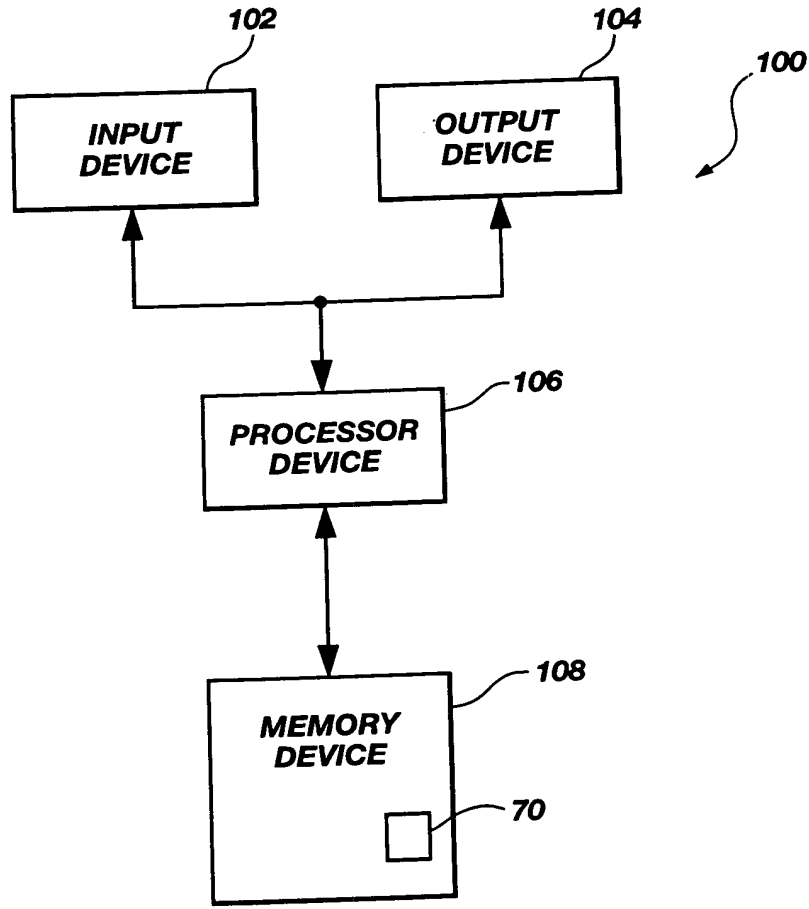 102
104
100
INPUT
DEVICE
OUTPUT
DEVICE
106
PROCESSOR
DEVICE
108
MEMORY
DEVICE
70